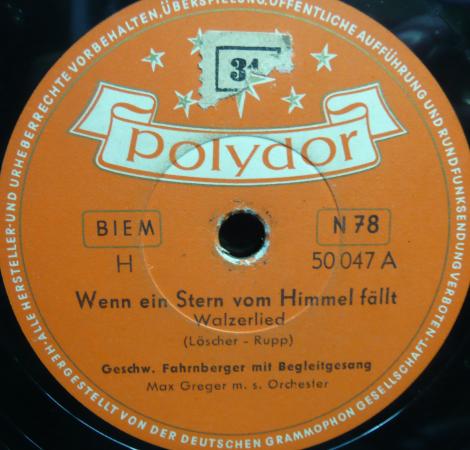 ALLE HERSTELLER- UND URHEBERRECHTE VORBEHALTEN, ÜBERSPIELUNG, ÖFFENTLICHE AUFFÜHRUNG UND RUNDFUNKSENDUNG VERBOTEN
HERGESTELLT VON DER DEUTSCHEN GRAMMOPHON GESELLSCHAFT
31
polydor
BIEM
N 78
H
50 047 A
Wenn ein Stern vom Himmel fällt
Walzerlied
(Löscher - Rupp)
Geschw. Fahrnberger mit Begleitgesang
Max Greger m. s. Orchester